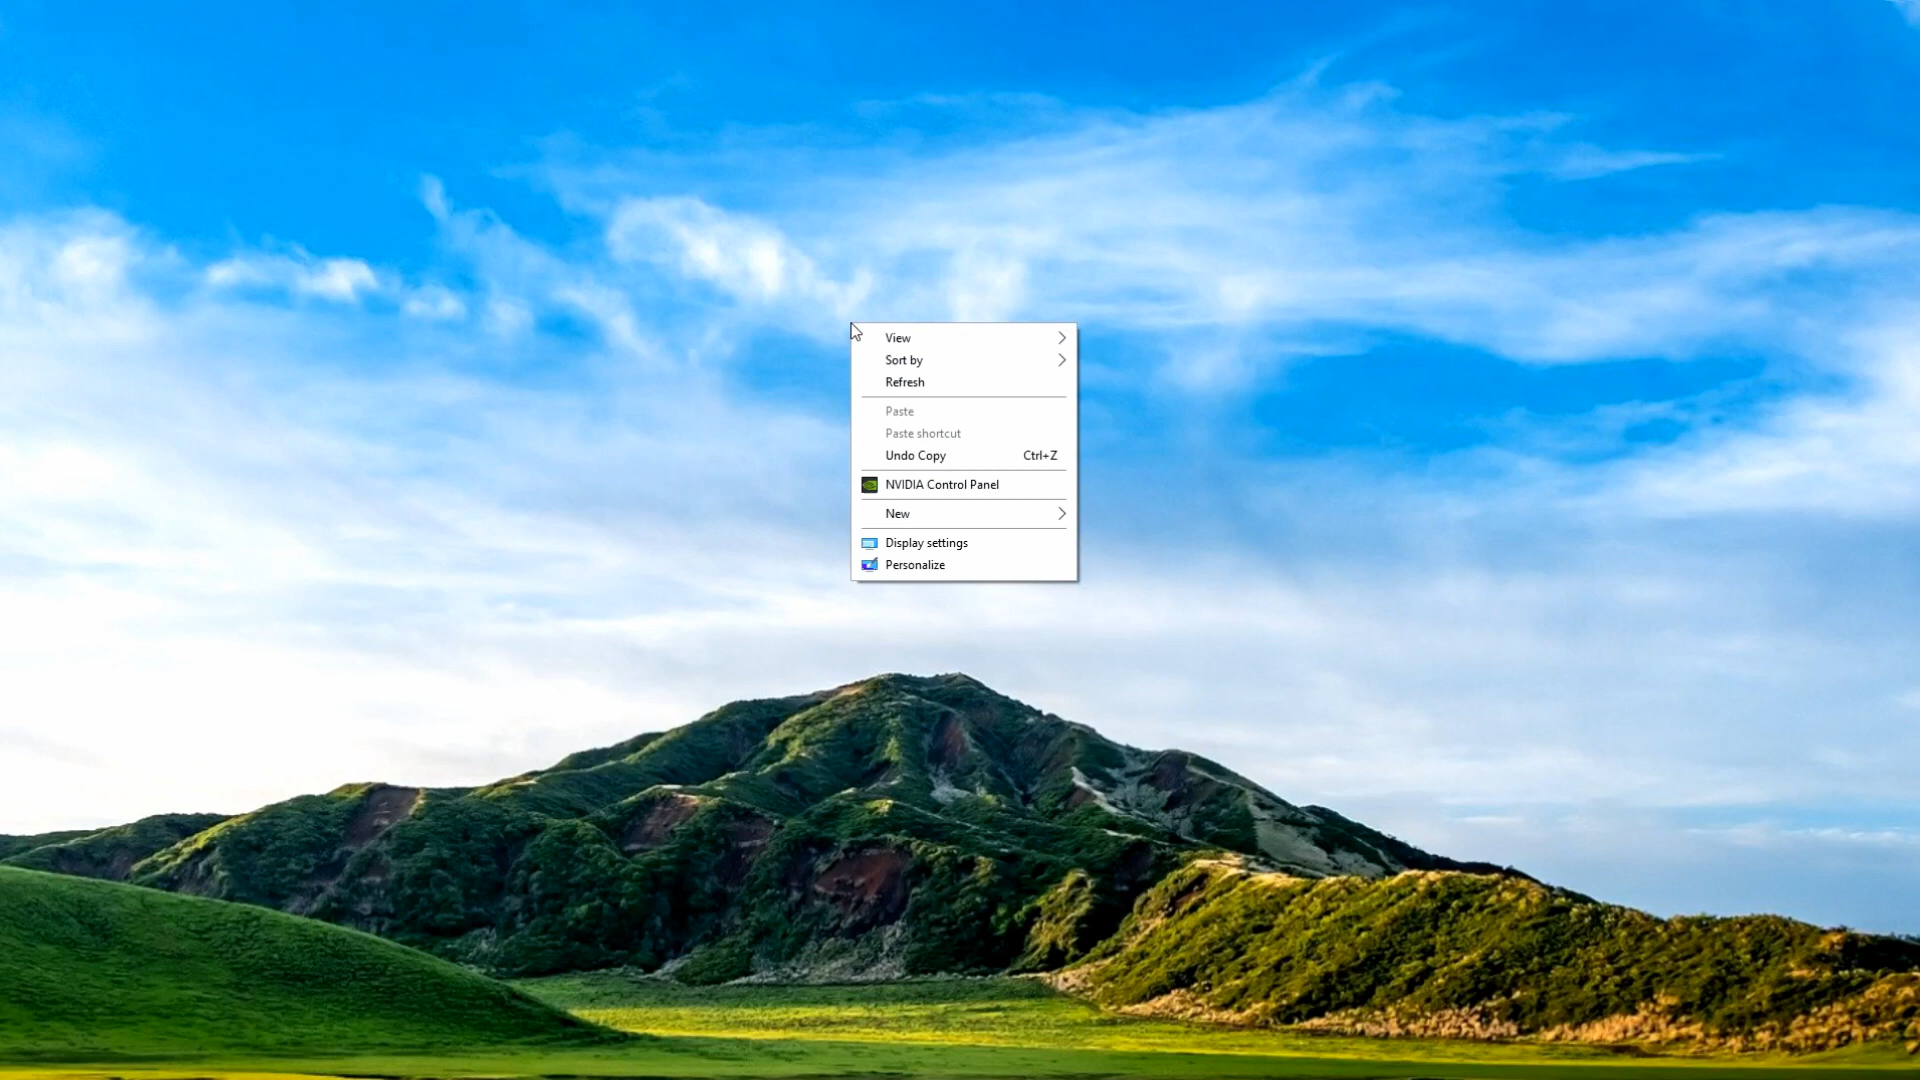 View
Sort by
Refresh
Paste
Paste shortcut
Undo Copy Ctrl+Z
NVIDIA Control Panel
New
Display settings
Personalize